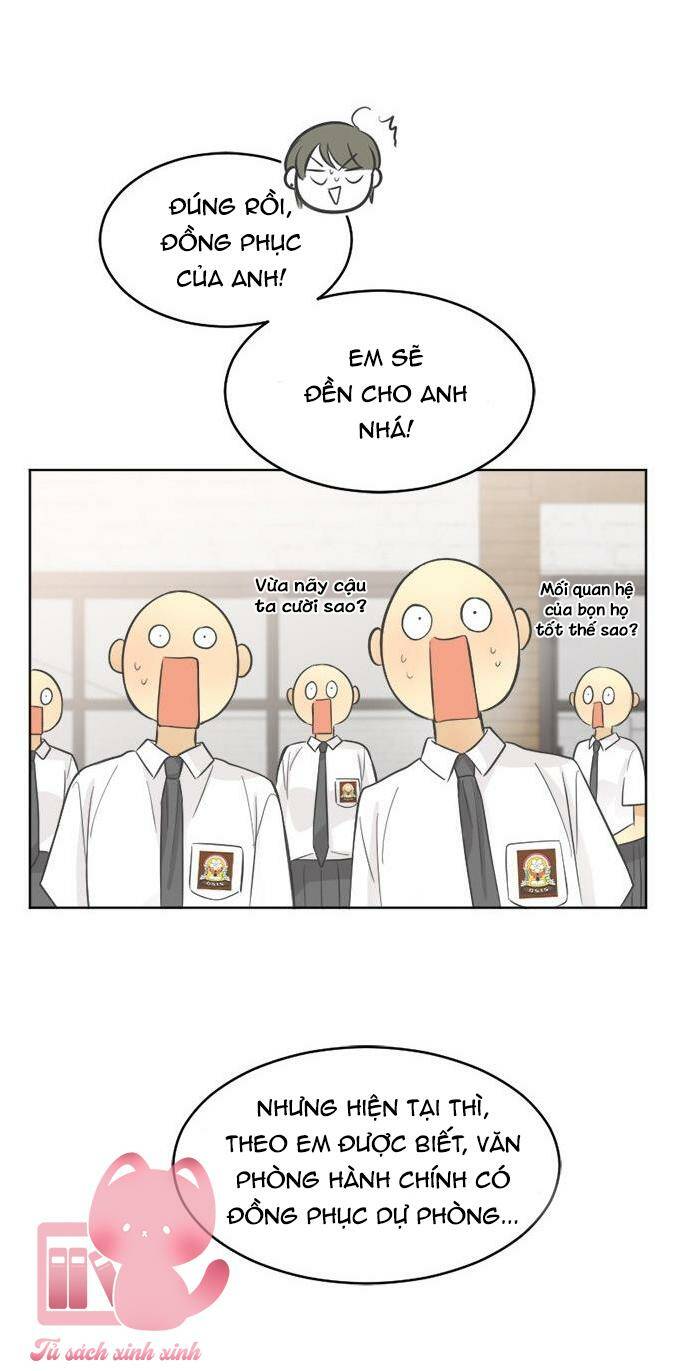 ĐÚNG RỒI,
ĐỒNG PHỤC
CỦA ANH!
EM SẼ
ĐỀN CHO ANH
NHÁ!
Vừa nãy cậu
ta cười sao?
Mối quan hệ
của bọn họ
tốt thế sao?
OSIS
OSIS
NHƯNG HIỆN TẠI THÌ,
THEO EM ĐƯỢC BIẾT, VĂN
PHÒNG HÀNH CHÍNH CÓ
ĐỒNG PHỤC DỰ PHÒNG...
Tủ sách xinh xinh